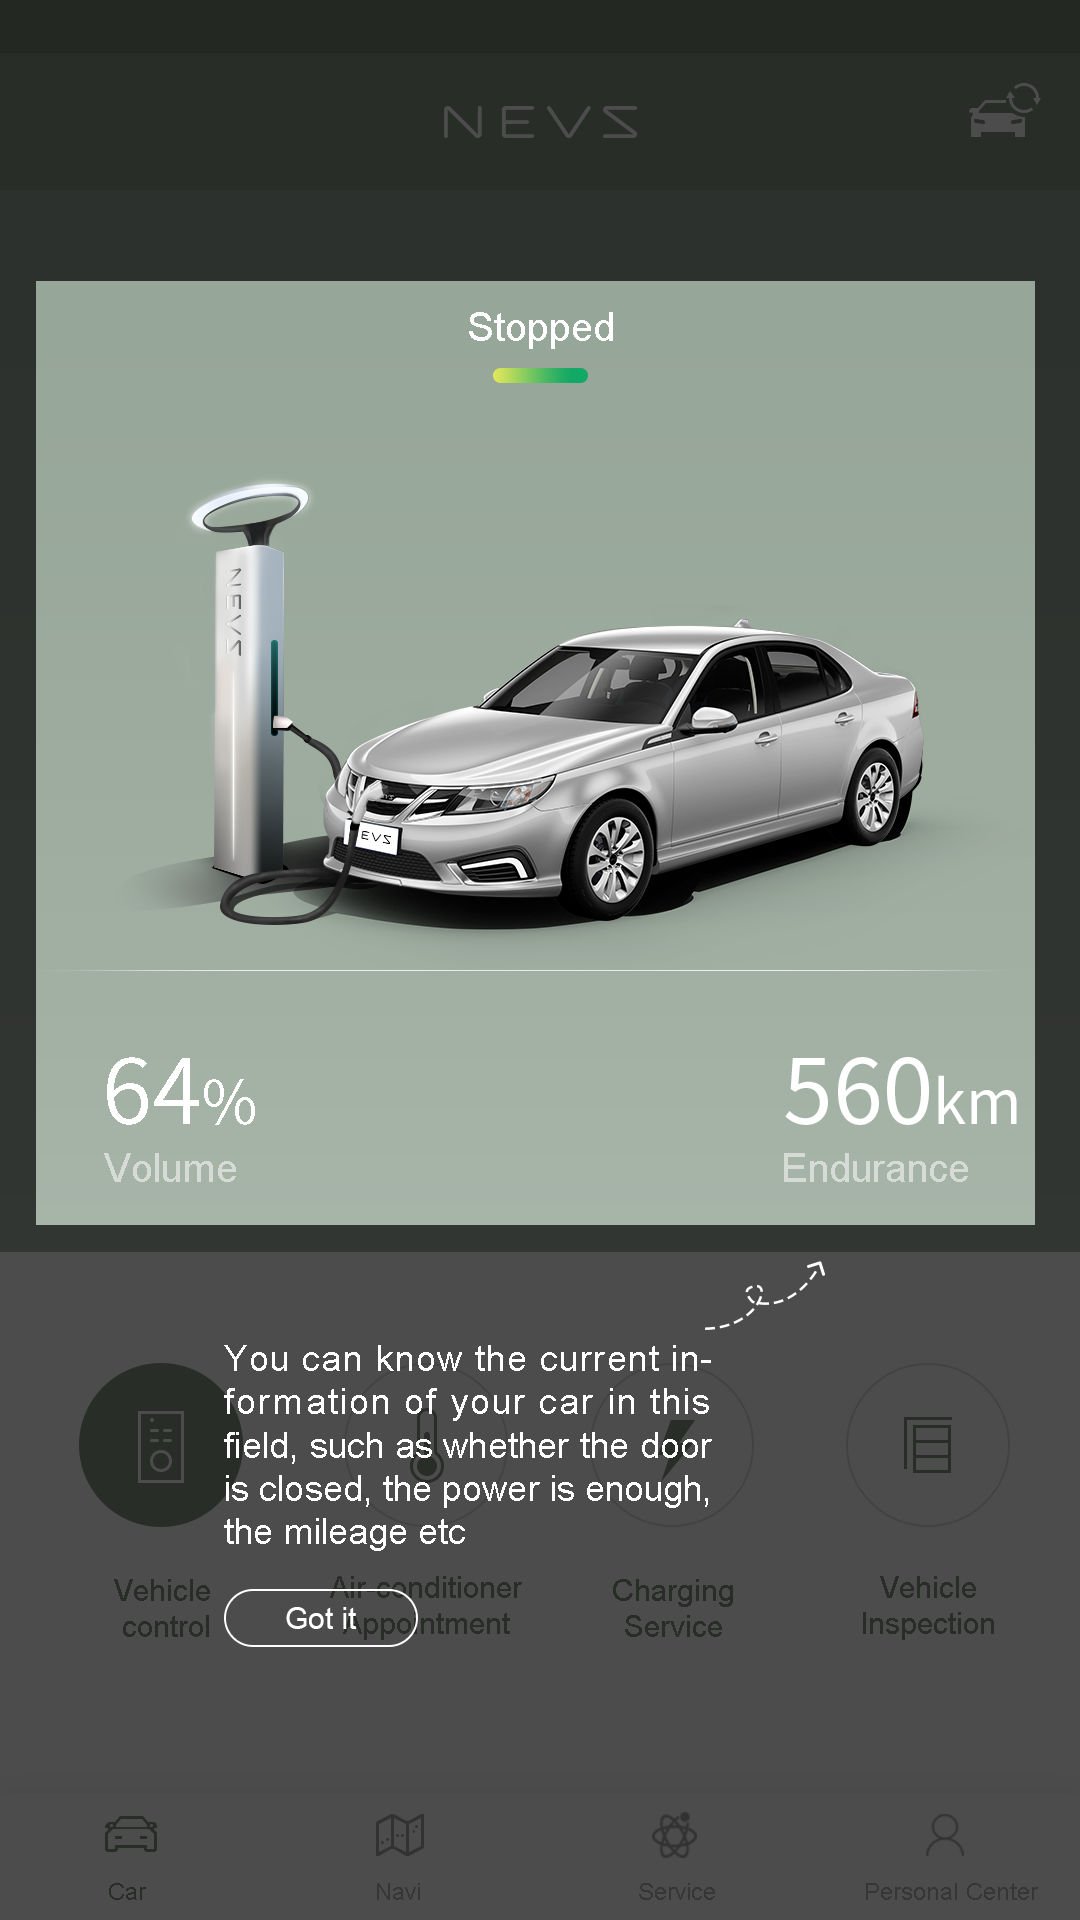 NEVS
Stopped
NEVS
EVS
64%
560km
Volume
Endurance
You can know the current in-
formation of your car in this
field, such as whether the door
is closed, the power is enough,
the mileage etc
Got it
Vehicle
control
Air-conditioner
Appointment
Charging
Service
Vehicle
Inspection
Car
Navi
Service
Personal Center